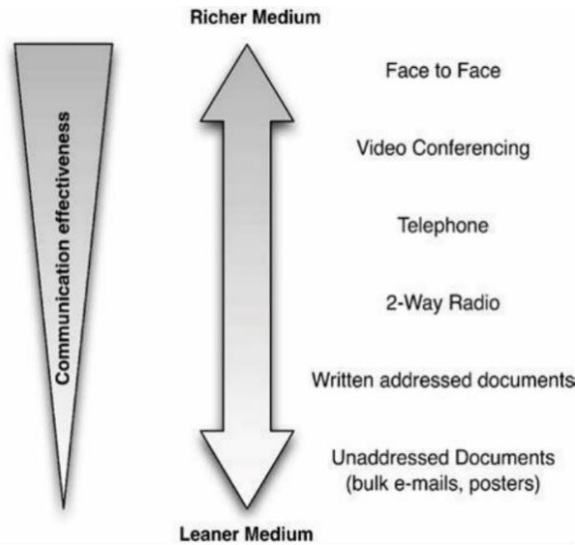 Richer Medium
Face to Face
Video Conferencing
Communication effectiveness
Telephone
2-Way Radio
Written addressed documents
Unaddressed Documents
(bulk e-mails, posters)
Leaner Medium